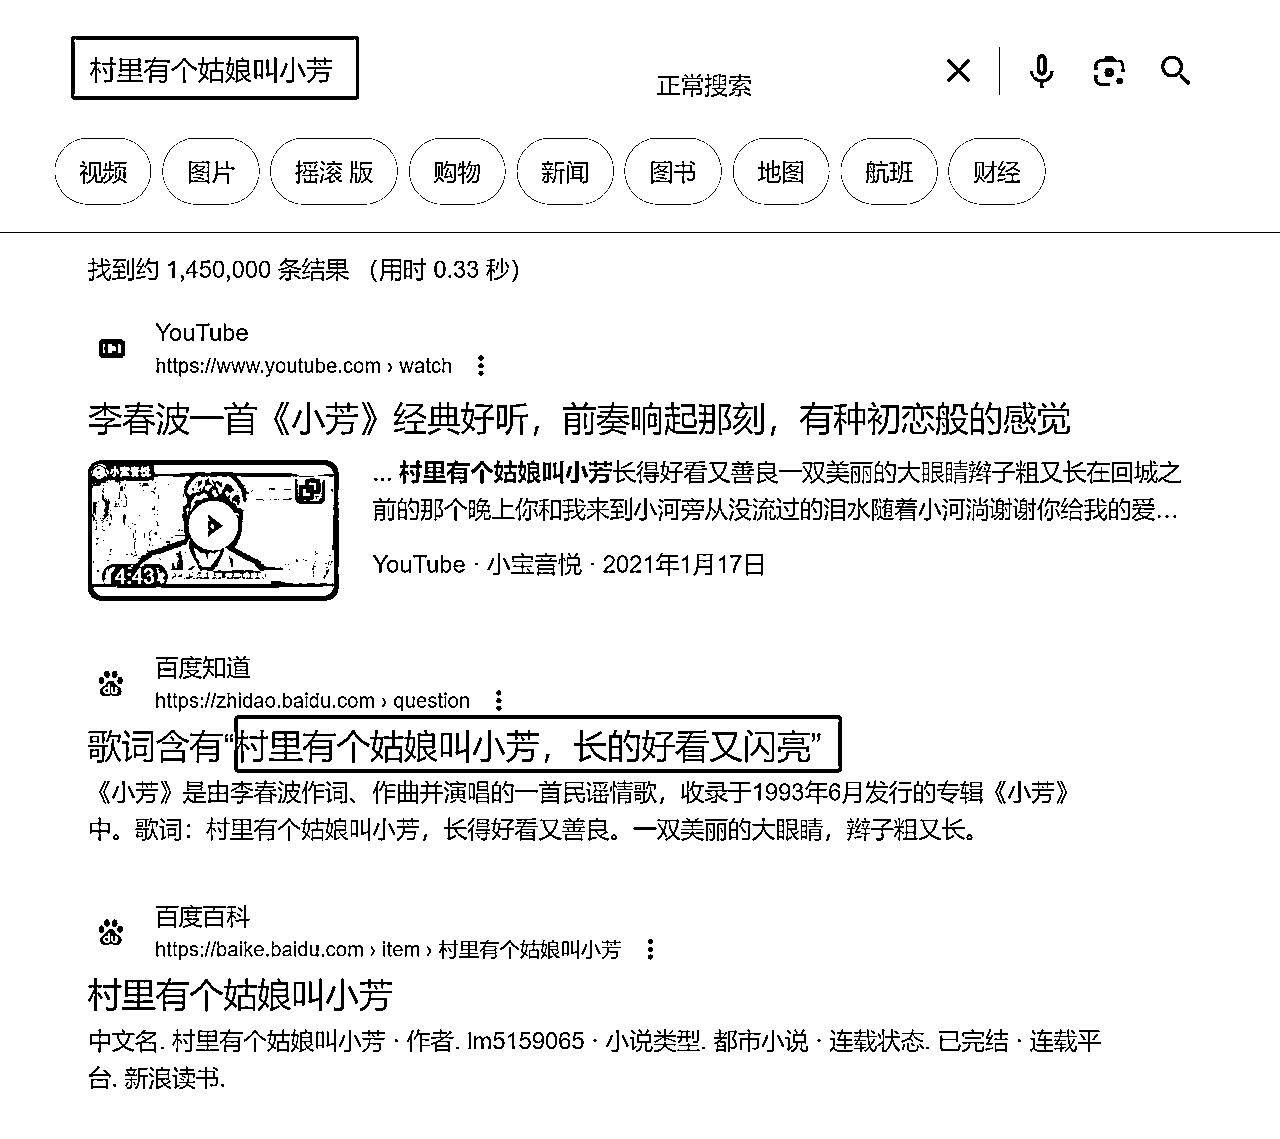 村里有个姑娘叫小芳
正常搜索
视频 图片 摇滚 版 购物 新闻 图书 地图 航班 财经
找到约 1,450,000 条结果 （用时 0.33 秒）
YouTube
https://www.youtube.com › watch
李春波一首《小芳》经典好听，前奏响起那刻，有种初恋般的感觉
小宝音悦
4:43
... 村里有个姑娘叫小芳长得好看又善良一双美丽的大眼睛辫子粗又长在回城之
前的那个晚上你和我来到小河旁从没流过的泪水随着小河淌谢谢你给我的爱...
YouTube · 小宝音悦 · 2021年1月17日
百度知道
https://zhidao.baidu.com › question
歌词含有“村里有个姑娘叫小芳，长的好看又闪亮”
《小芳》是由李春波作词、作曲并演唱的一首民谣情歌，收录于1993年6月发行的专辑《小芳》
中。歌词：村里有个姑娘叫小芳，长得好看又善良。一双美丽的大眼睛，辫子粗又长。
百度百科
https://baike.baidu.com › item › 村里有个姑娘叫小芳
村里有个姑娘叫小芳
中文名. 村里有个姑娘叫小芳 · 作者. lm5159065 · 小说类型. 都市小说 · 连载状态. 已完结 · 连载平
台. 新浪读书.